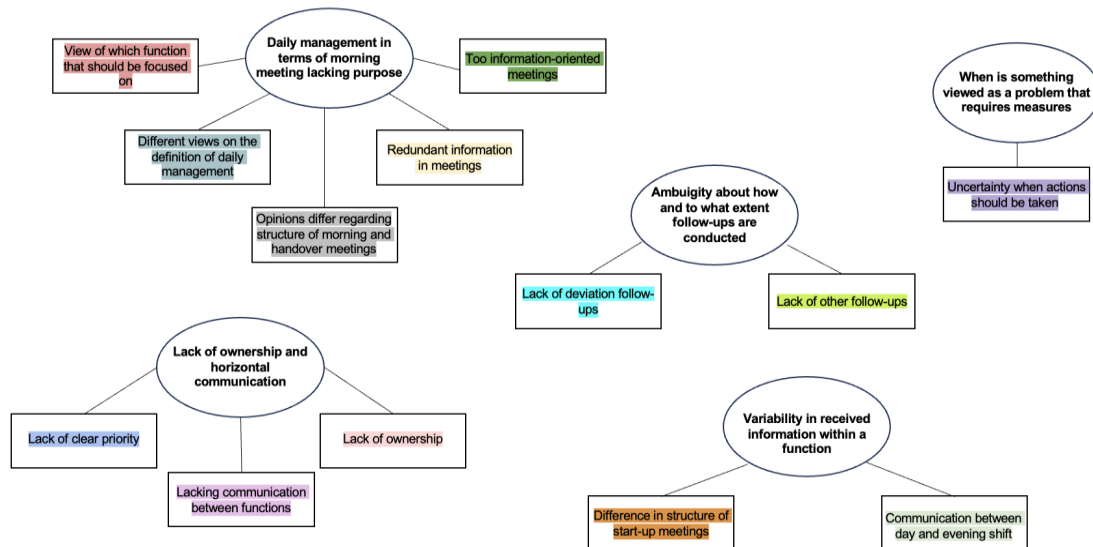 Daily management in
terms of morning
meeting lacking purpose
View of which function
that should be focused
on
Too information-oriented
meetings
Different views on the
definition of daily
management
Redundant information
in meetings
Opinions differ regarding
structure of morning and
handover meetings
When is something
viewed as a problem that
requires measures
Uncertainty when actions
should be taken
Ambuigity about how
and to what extent
follow-ups are
conducted
Lack of deviation follow-
ups
Lack of other follow-ups
Lack of ownership and
horizontal
communication
Lack of clear priority
Lacking communication
between functions
Lack of ownership
Variability in received
information within a
function
Difference in structure of
start-up meetings
Communication between
day and evening shift